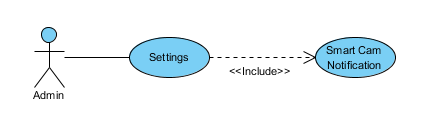 Settings
Smart Cam
Notification
<<Include>>
Admin